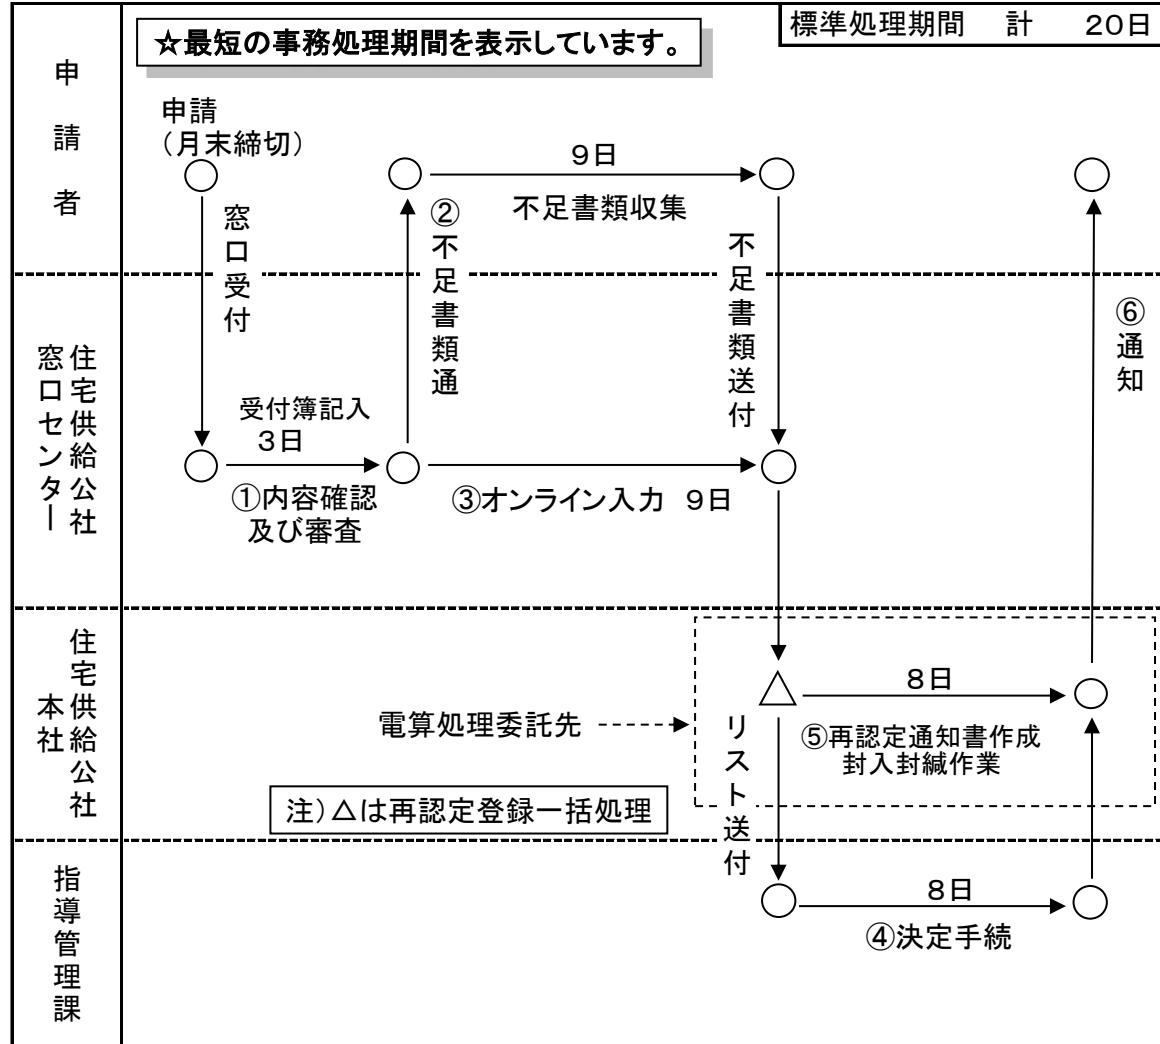 ☆最短の事務処理期間を表示しています。
標準処理期間　計　20日
申請者
申請
（月末締切）
窓口受付
②不足書類通
9日
不足書類収集
不足書類送付
⑥通知
住宅供給公社
窓口センター
受付簿記入
3日
①内容確認
及び審査
③オンライン入力　9日
住宅供給公社
本社
電算処理委託先
リスト送付
8日
⑤再認定通知書作成
封入封緘作業
注）△は再認定登録一括処理
指導管理課
8日
④決定手続